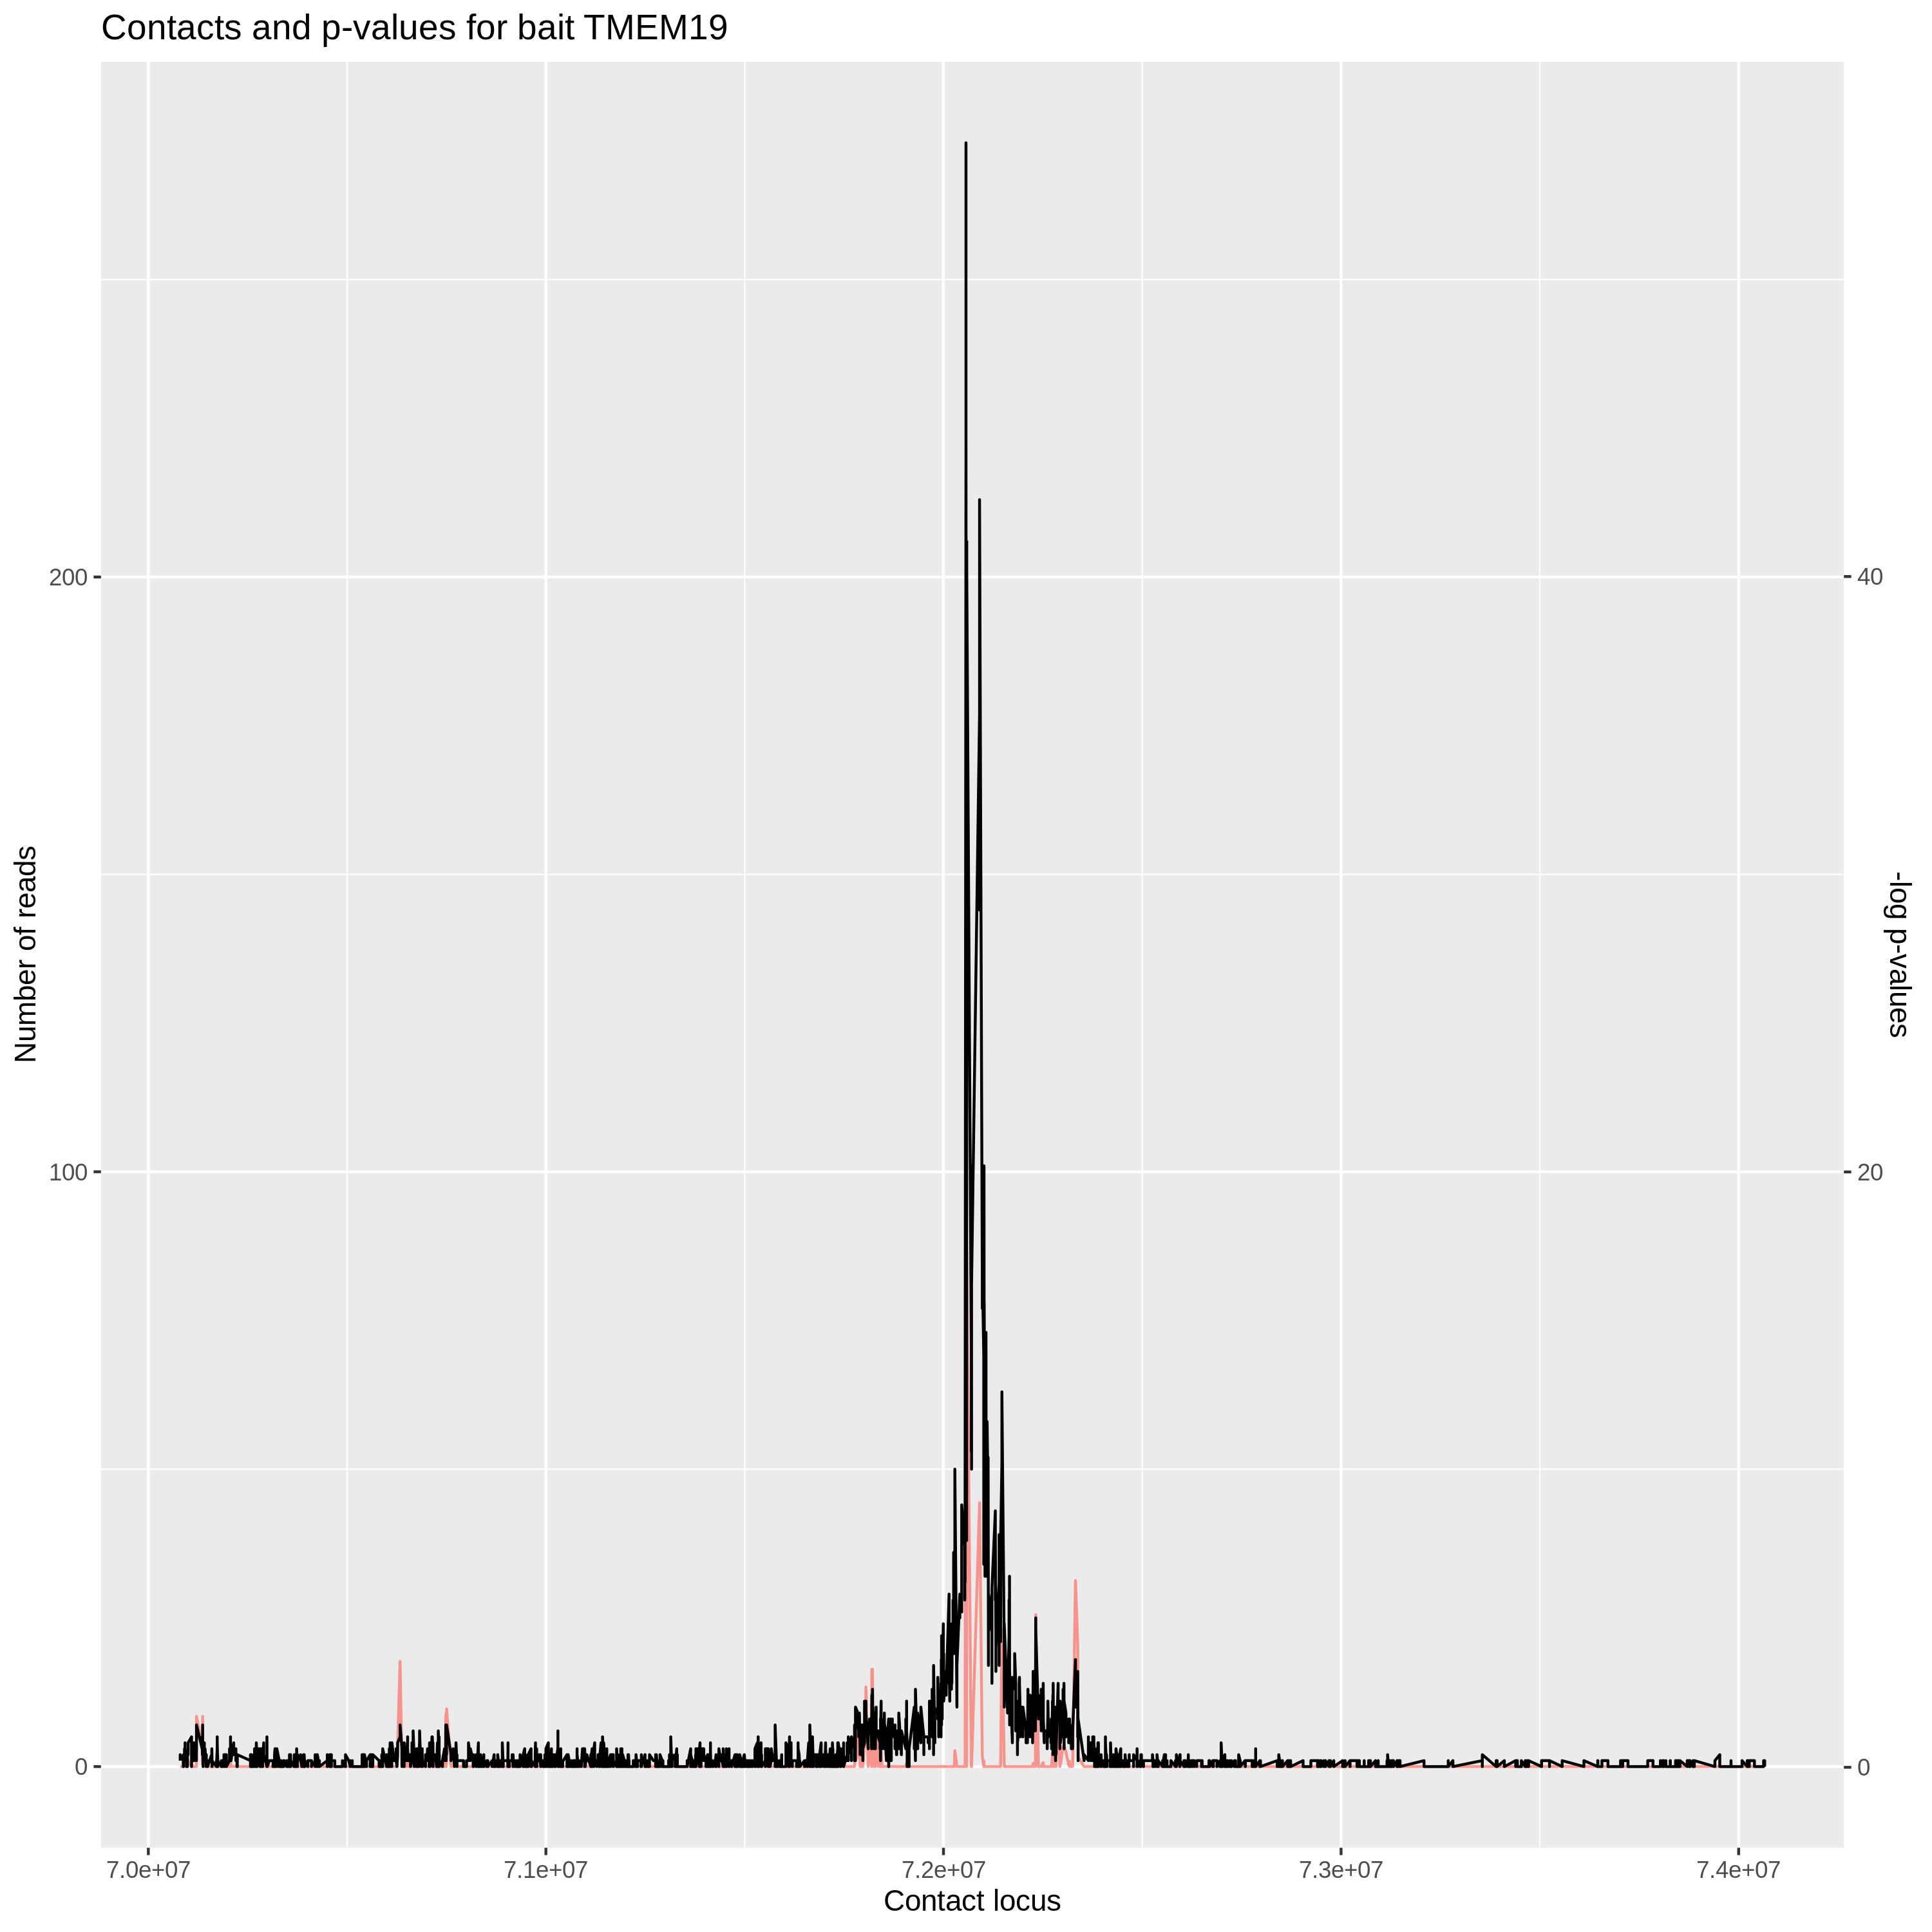 Contacts and p-values for bait TMEM19
Number of reads
200
100
0
40
20
0
-log p-values
7.0e+07 7.1e+07 7.2e+07 7.3e+07 7.4e+07
Contact locus